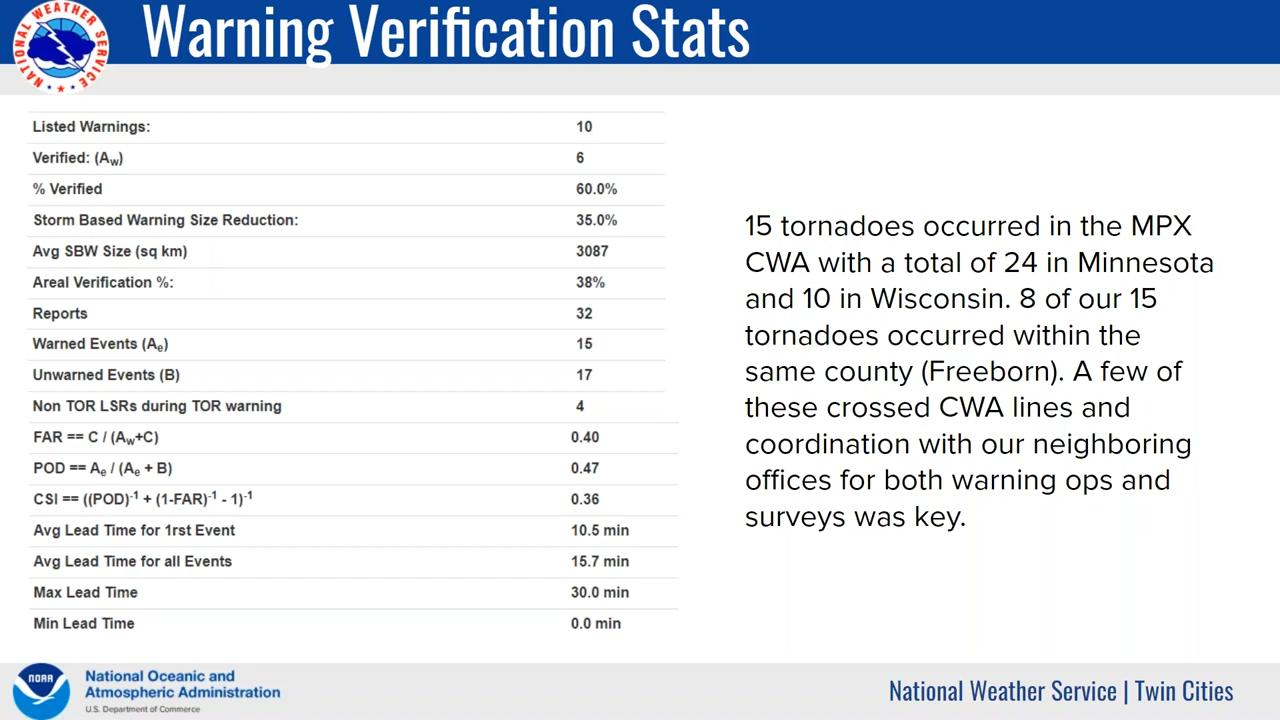 Warning Verification Stats
NATIONAL WEATHER SERVICE
Listed Warnings: 10
Verified: (Aw) 6
% Verified 60.0%
Storm Based Warning Size Reduction: 35.0%
Avg SBW Size (sq km) 3087
Areal Verification %: 38%
Reports 32
Warned Events (Ae) 15
Unwarned Events (B) 17
Non TOR LSRs during TOR warning 4
FAR == C / (Aw+C) 0.40
POD == Ae / (Ae + B) 0.47
CSI == ((POD)-1 + (1-FAR)-1 - 1)-1 0.36
Avg Lead Time for 1rst Event 10.5 min
Avg Lead Time for all Events 15.7 min
Max Lead Time 30.0 min
Min Lead Time 0.0 min
15 tornadoes occurred in the MPX
CWA with a total of 24 in Minnesota
and 10 in Wisconsin. 8 of our 15
tornadoes occurred within the
same county (Freeborn). A few of
these crossed CWA lines and
coordination with our neighboring
offices for both warning ops and
surveys was key.
NOAA
National Oceanic and
Atmospheric Administration
U.S. Department of Commerce
National Weather Service | Twin Cities